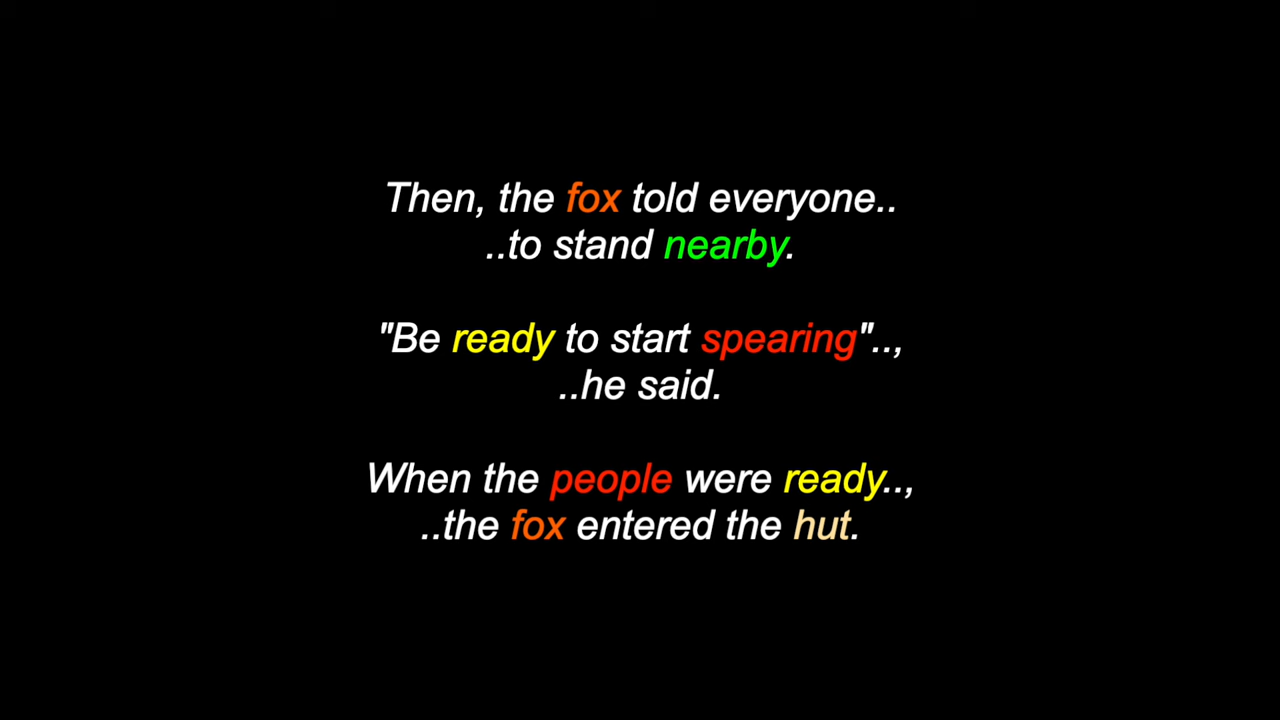 Then, the fox told everyone..
..to stand nearby.
"Be ready to start spearing"..,
..he said.
When the people were ready..,
..the fox entered the hut.